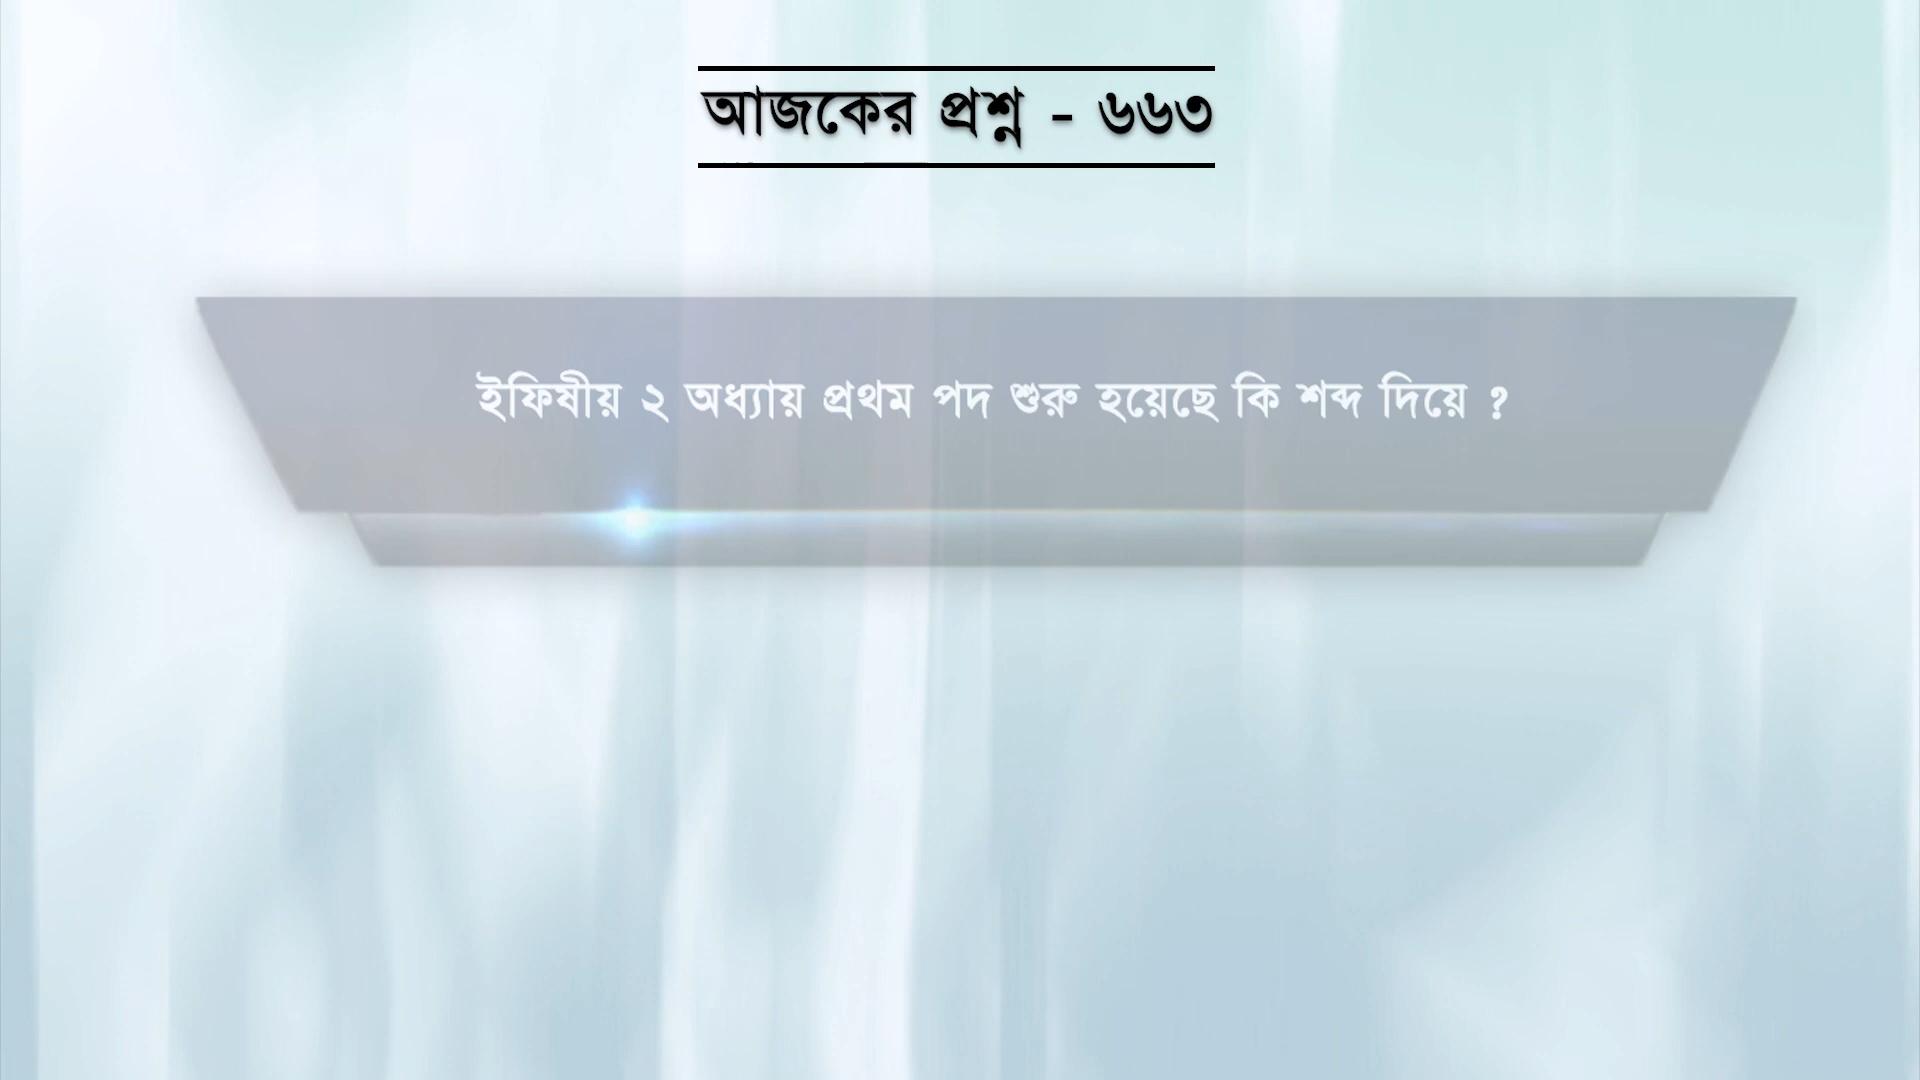 আজকের প্রশ্ন - ৬৬৩
ইফিষীয় ২ অধ্যায় প্রথম পদ শুরু হয়েছে কি শব্দ দিয়ে ?